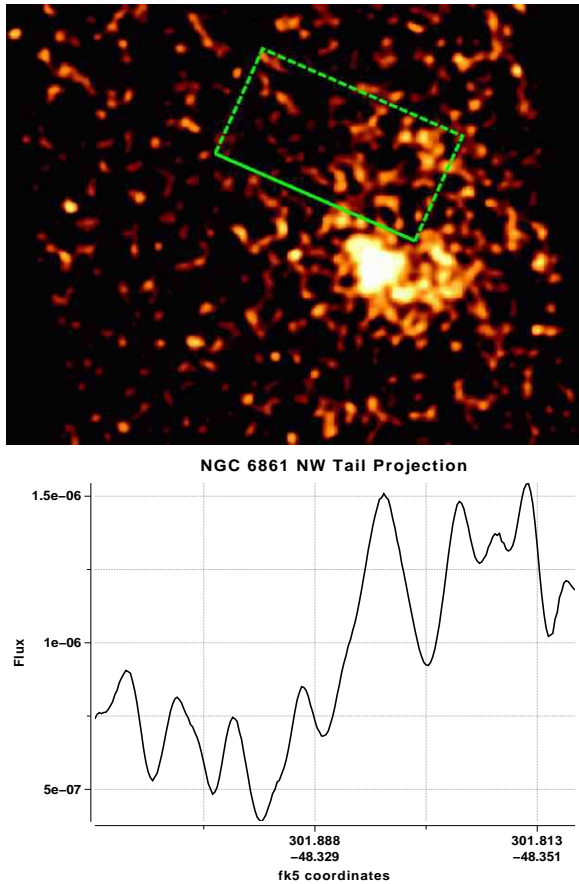 NGC 6861 NW Tail Projection
1.5e−06
1e−06
5e−07
Flux
301.888
−48.329
301.813
−48.351
fk5 coordinates